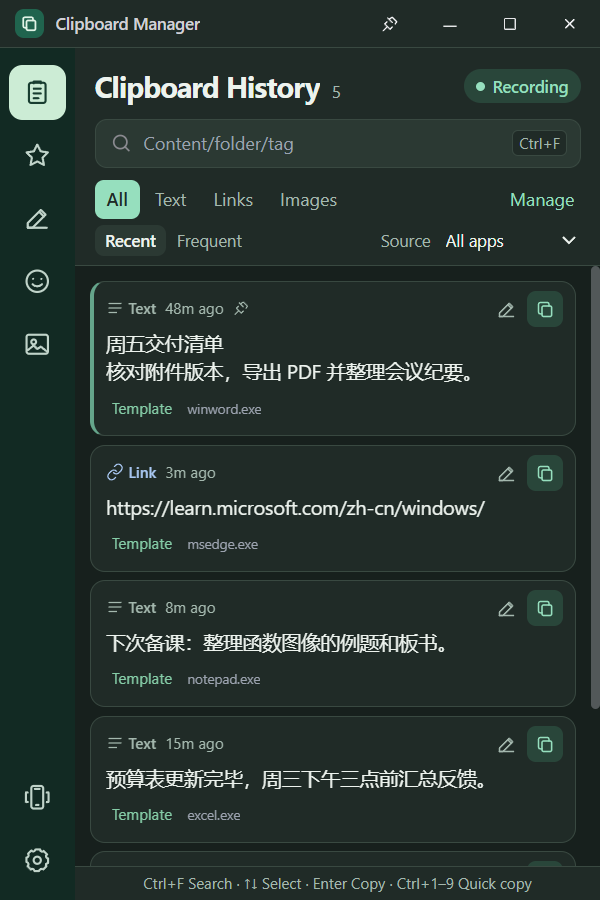 Clipboard Manager
Clipboard History 5
Recording
Content/folder/tag
Ctrl+F
All Text Links Images Manage
Recent Frequent Source All apps
Text 48m ago
周五交付清单
核对附件版本，导出 PDF 并整理会议纪要。
Template winword.exe
Link 3m ago
https://learn.microsoft.com/zh-cn/windows/
Template msedge.exe
Text 8m ago
下次备课：整理函数图像的例题和板书。
Template notepad.exe
Text 15m ago
预算表更新完毕，周三下午三点前汇总反馈。
Template excel.exe
Ctrl+F Search · ↑↓ Select · Enter Copy · Ctrl+1–9 Quick copy